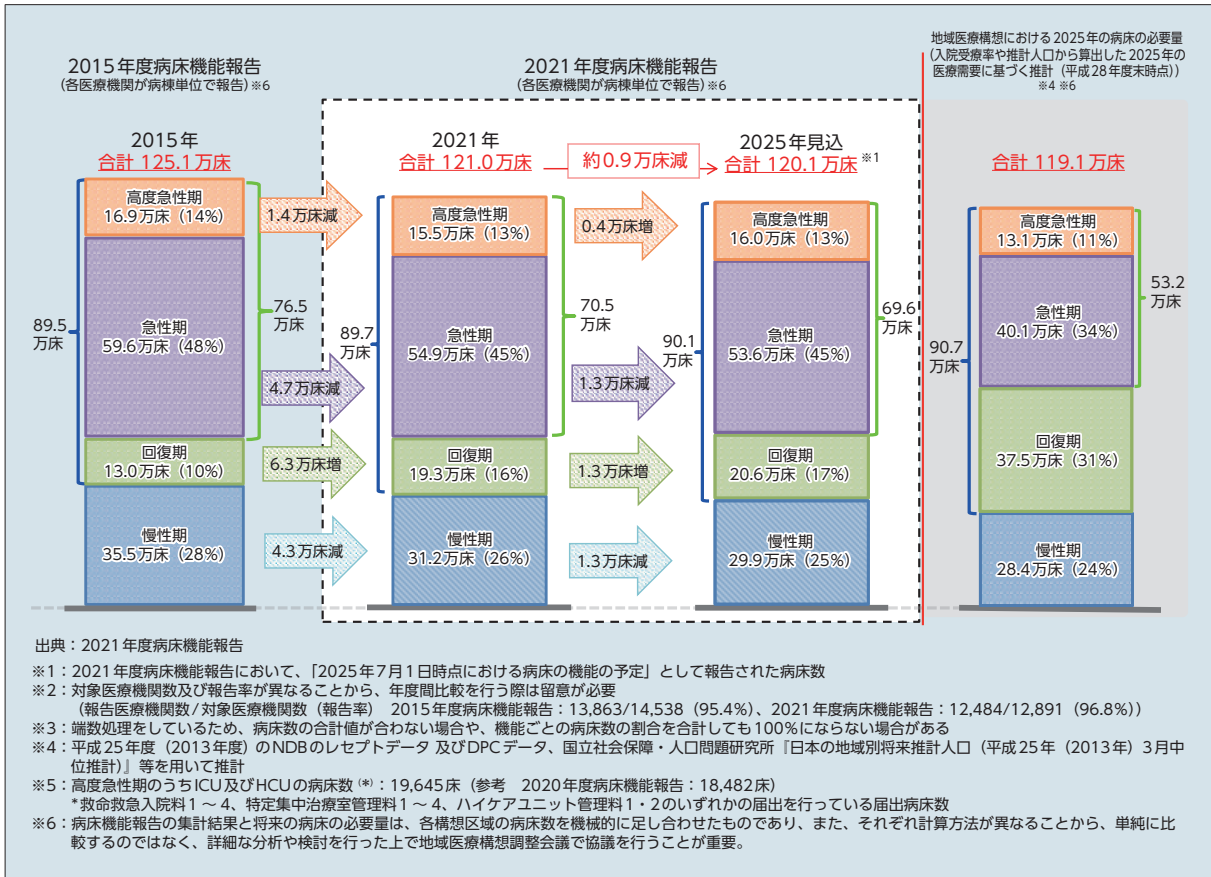 2015年度病床機能報告
(各医療機関が病棟単位で報告)※6
2021年度病床機能報告
(各医療機関が病棟単位で報告)※6
地域医療構想における2025年の病床の必要量
(入院受療率や推計人口から算出した2025年の
医療需要に基づく推計(平成28年度末時点))
※4 ※6
2015年
合計 125.1万床
2021年
合計 121.0万床
約0.9万床減
2025年見込
合計 120.1万床 ※1
合計 119.1万床
高度急性期
16.9万床(14%)
急性期
59.6万床(48%)
回復期
13.0万床(10%)
慢性期
35.5万床(28%)
89.5
万床
76.5
万床
1.4万床減
4.7万床減
6.3万床増
4.3万床減
高度急性期
15.5万床(13%)
急性期
54.9万床(45%)
回復期
19.3万床(16%)
慢性期
31.2万床(26%)
89.7
万床
70.5
万床
0.4万床増
1.3万床減
1.3万床増
1.3万床減
高度急性期
16.0万床(13%)
急性期
53.6万床(45%)
回復期
20.6万床(17%)
慢性期
29.9万床(25%)
90.1
万床
69.6
万床
高度急性期
13.1万床(11%)
急性期
40.1万床(34%)
回復期
37.5万床(31%)
慢性期
28.4万床(24%)
90.7
万床
53.2
万床
出典:2021年度病床機能報告
※1:2021年度病床機能報告において、「2025年7月1日時点における病床の機能の予定」として報告された病床数
※2:対象医療機関数及び報告率が異なることから、年度間比較を行う際は留意が必要
(報告医療機関数/対象医療機関数(報告率) 2015年度病床機能報告:13,863/14,538(95.4%)、2021年度病床機能報告:12,484/12,891(96.8%))
※3:端数処理をしているため、病床数の合計値が合わない場合や、機能ごとの病床数の割合を合計しても100%にならない場合がある
※4:平成25年度(2013年度)のNDBのレセプトデータ 及びDPCデータ、国立社会保障・人口問題研究所『日本の地域別将来推計人口(平成25年(2013年)3月中
位推計)』等を用いて推計
※5:高度急性期のうちICU及びHCUの病床数(*):19,645床(参考 2020年度病床機能報告:18,482床)
*救命救急入院料1~4、特定集中治療室管理料1~4、ハイケアユニット管理料1・2のいずれかの届出を行っている届出病床数
※6:病床機能報告の集計結果と将来の病床の必要量は、各構想区域の病床数を機械的に足し合わせたものであり、また、それぞれ計算方法が異なることから、単純に比
較するのではなく、詳細な分析や検討を行った上で地域医療構想調整会議で協議を行うことが重要。